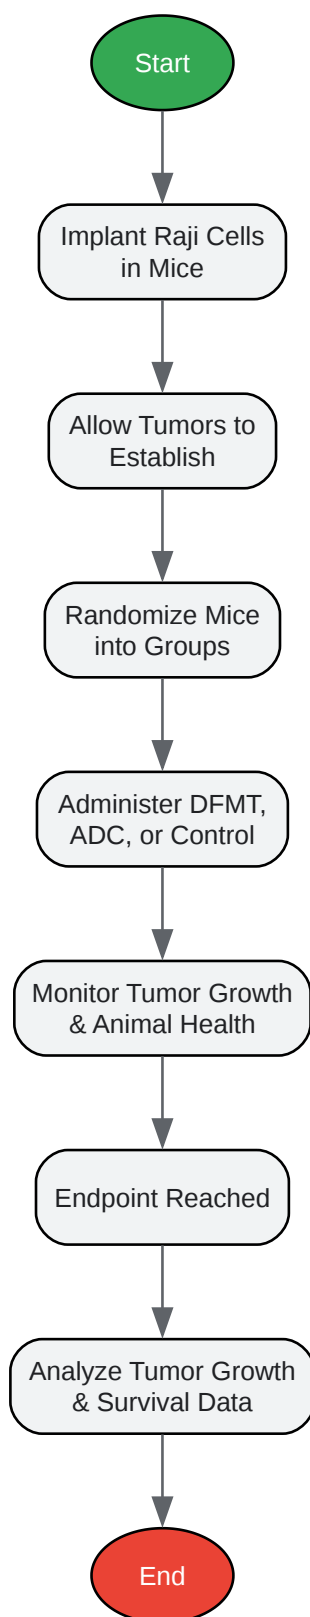 Start
Implant Raji Cells
in Mice
Allow Tumors to
Establish
Randomize Mice
into Groups
Administer DFMT,
ADC, or Control
Monitor Tumor Growth
& Animal Health
Endpoint Reached
Analyze Tumor Growth
& Survival Data
End